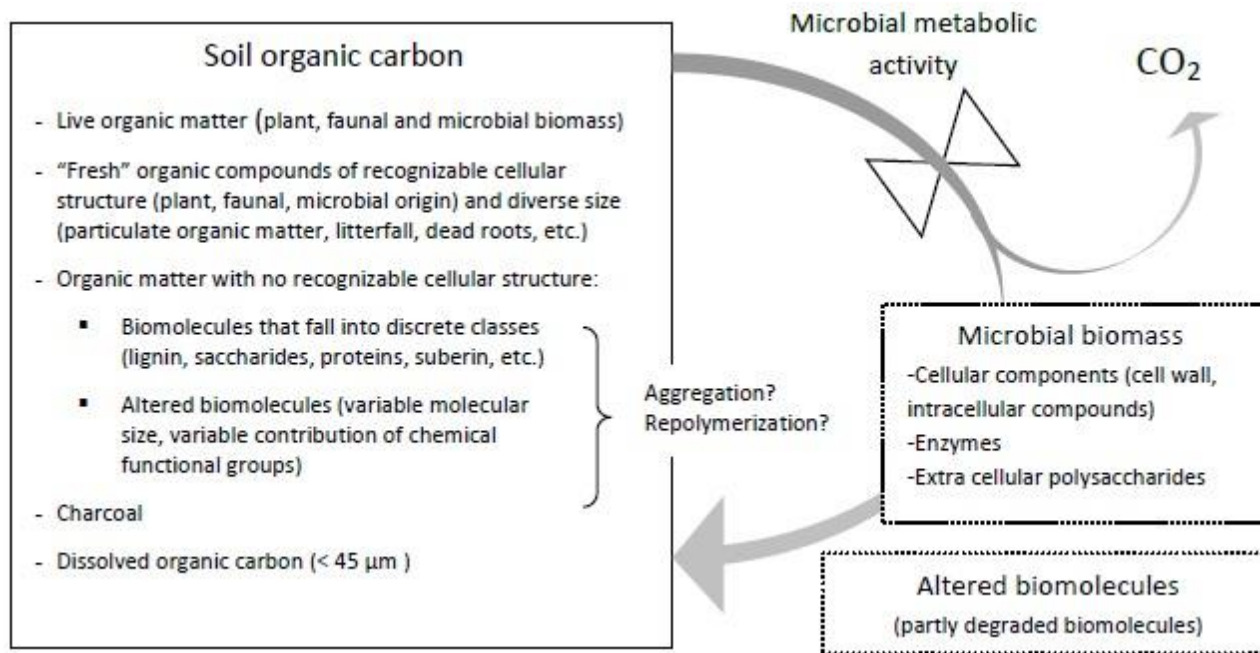 Soil organic carbon
- Live organic matter (plant, faunal and microbial biomass)
- “Fresh” organic compounds of recognizable cellular
structure (plant, faunal, microbial origin) and diverse size
(particulate organic matter, litterfall, dead roots, etc.)
- Organic matter with no recognizable cellular structure:
▪ Biomolecules that fall into discrete classes
(lignin, saccharides, proteins, suberin, etc.)
▪ Altered biomolecules (variable molecular
size, variable contribution of chemical
functional groups)
- Charcoal
- Dissolved organic carbon (< 45 µm )
Aggregation?
Repolymerization?
Microbial metabolic
activity
CO₂
Microbial biomass
-Cellular components (cell wall,
intracellular compounds)
-Enzymes
-Extra cellular polysaccharides
Altered biomolecules
(partly degraded biomolecules)